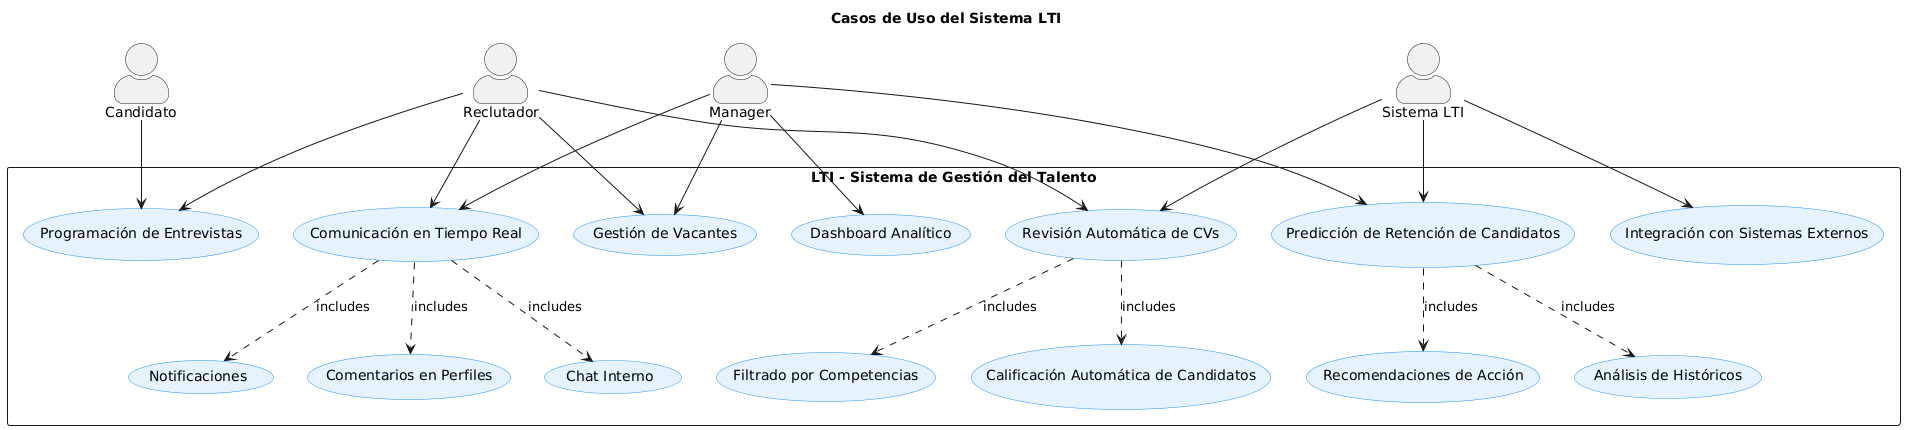 Casos de Uso del Sistema LTI
Candidato
Reclutador
Manager
Sistema LTI
LTI - Sistema de Gestión del Talento
Programación de Entrevistas
Comunicación en Tiempo Real
Gestión de Vacantes
Dashboard Analítico
Revisión Automática de CVs
Predicción de Retención de Candidatos
Integración con Sistemas Externos
includes
includes
includes
includes
includes
includes
includes
Notificaciones
Comentarios en Perfiles
Chat Interno
Filtrado por Competencias
Calificación Automática de Candidatos
Recomendaciones de Acción
Análisis de Históricos